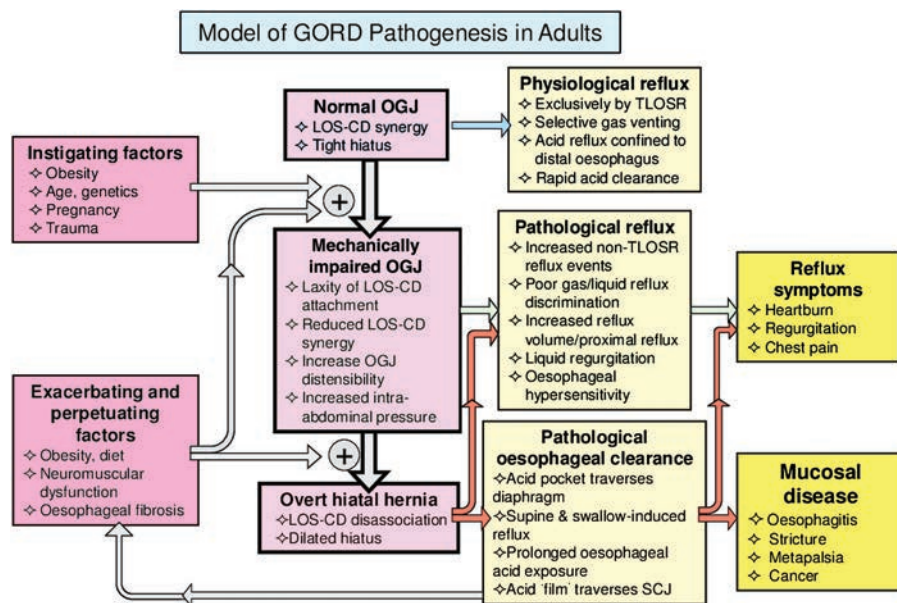 Model of GORD Pathogenesis in Adults
Normal OGJ
✧ LOS-CD synergy
✧ Tight hiatus
Physiological reflux
✧ Exclusively by TLOSR
✧ Selective gas venting
✧ Acid reflux confined to
distal oesophagus
✧ Rapid acid clearance
Instigating factors
✧ Obesity
✧ Age, genetics
✧ Pregnancy
✧ Trauma
+
Mechanically
impaired OGJ
✧ Laxity of LOS-CD
attachment
✧ Reduced LOS-CD
synergy
✧ Increase OGJ
distensibility
✧ Increased intra-
abdominal pressure
Pathological reflux
✧ Increased non-TLOSR
reflux events
✧ Poor gas/liquid reflux
discrimination
✧ Increased reflux
volume/proximal reflux
✧ Liquid regurgitation
✧ Oesophageal
hypersensitivity
Reflux
symptoms
✧ Heartburn
✧ Regurgitation
✧ Chest pain
Exacerbating and
perpetuating
factors
✧ Obesity, diet
✧ Neuromuscular
dysfunction
✧ Oesophageal fibrosis
+
Overt hiatal hernia
✧LOS-CD disassociation
✧Dilated hiatus
Pathological
oesophageal clearance
✧Acid pocket traverses
diaphragm
✧Supine & swallow-induced
reflux
✧Prolonged oesophageal
acid exposure
✧Acid 'film' traverses SCJ
Mucosal
disease
✧Oesophagitis
✧ Stricture
✧ Metapalsia
✧ Cancer